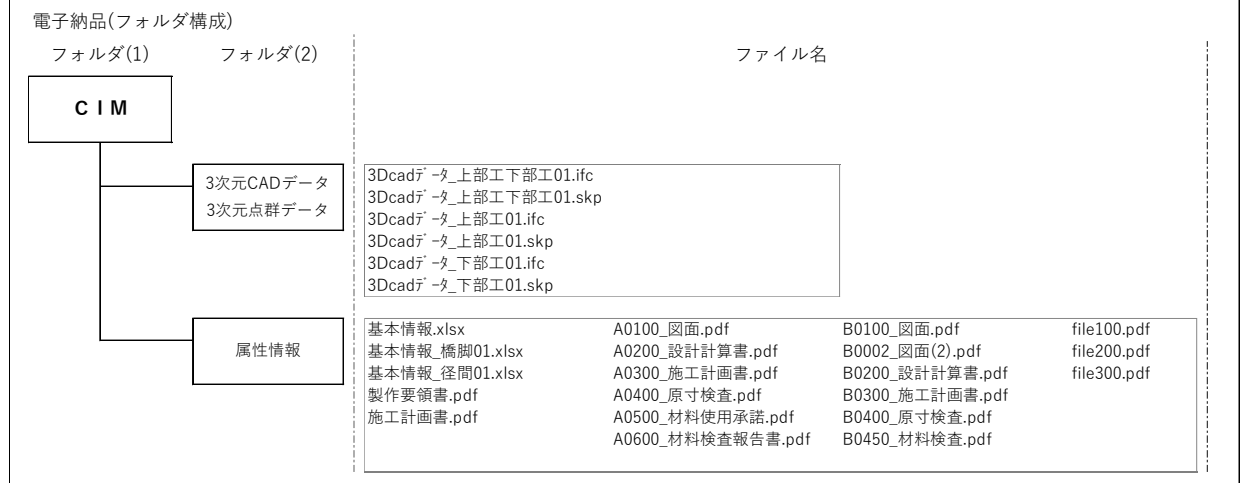 電子納品(フォルダ構成)
フォルダ(1) フォルダ(2) ファイル名
ＣＩＭ
3次元CADデータ
3次元点群データ
3Dcadﾃﾞｰﾀ_上部工下部工01.ifc
3Dcadﾃﾞｰﾀ_上部工下部工01.skp
3Dcadﾃﾞｰﾀ_上部工01.ifc
3Dcadﾃﾞｰﾀ_上部工01.skp
3Dcadﾃﾞｰﾀ_下部工01.ifc
3Dcadﾃﾞｰﾀ_下部工01.skp
属性情報
基本情報.xlsx A0100_図面.pdf B0100_図面.pdf file100.pdf
基本情報_橋脚01.xlsx A0200_設計計算書.pdf B0002_図面(2).pdf file200.pdf
基本情報_径間01.xlsx A0300_施工計画書.pdf B0200_設計計算書.pdf file300.pdf
製作要領書.pdf A0400_原寸検査.pdf B0300_施工計画書.pdf
施工計画書.pdf A0500_材料使用承諾.pdf B0400_原寸検査.pdf
A0600_材料検査報告書.pdf B0450_材料検査.pdf